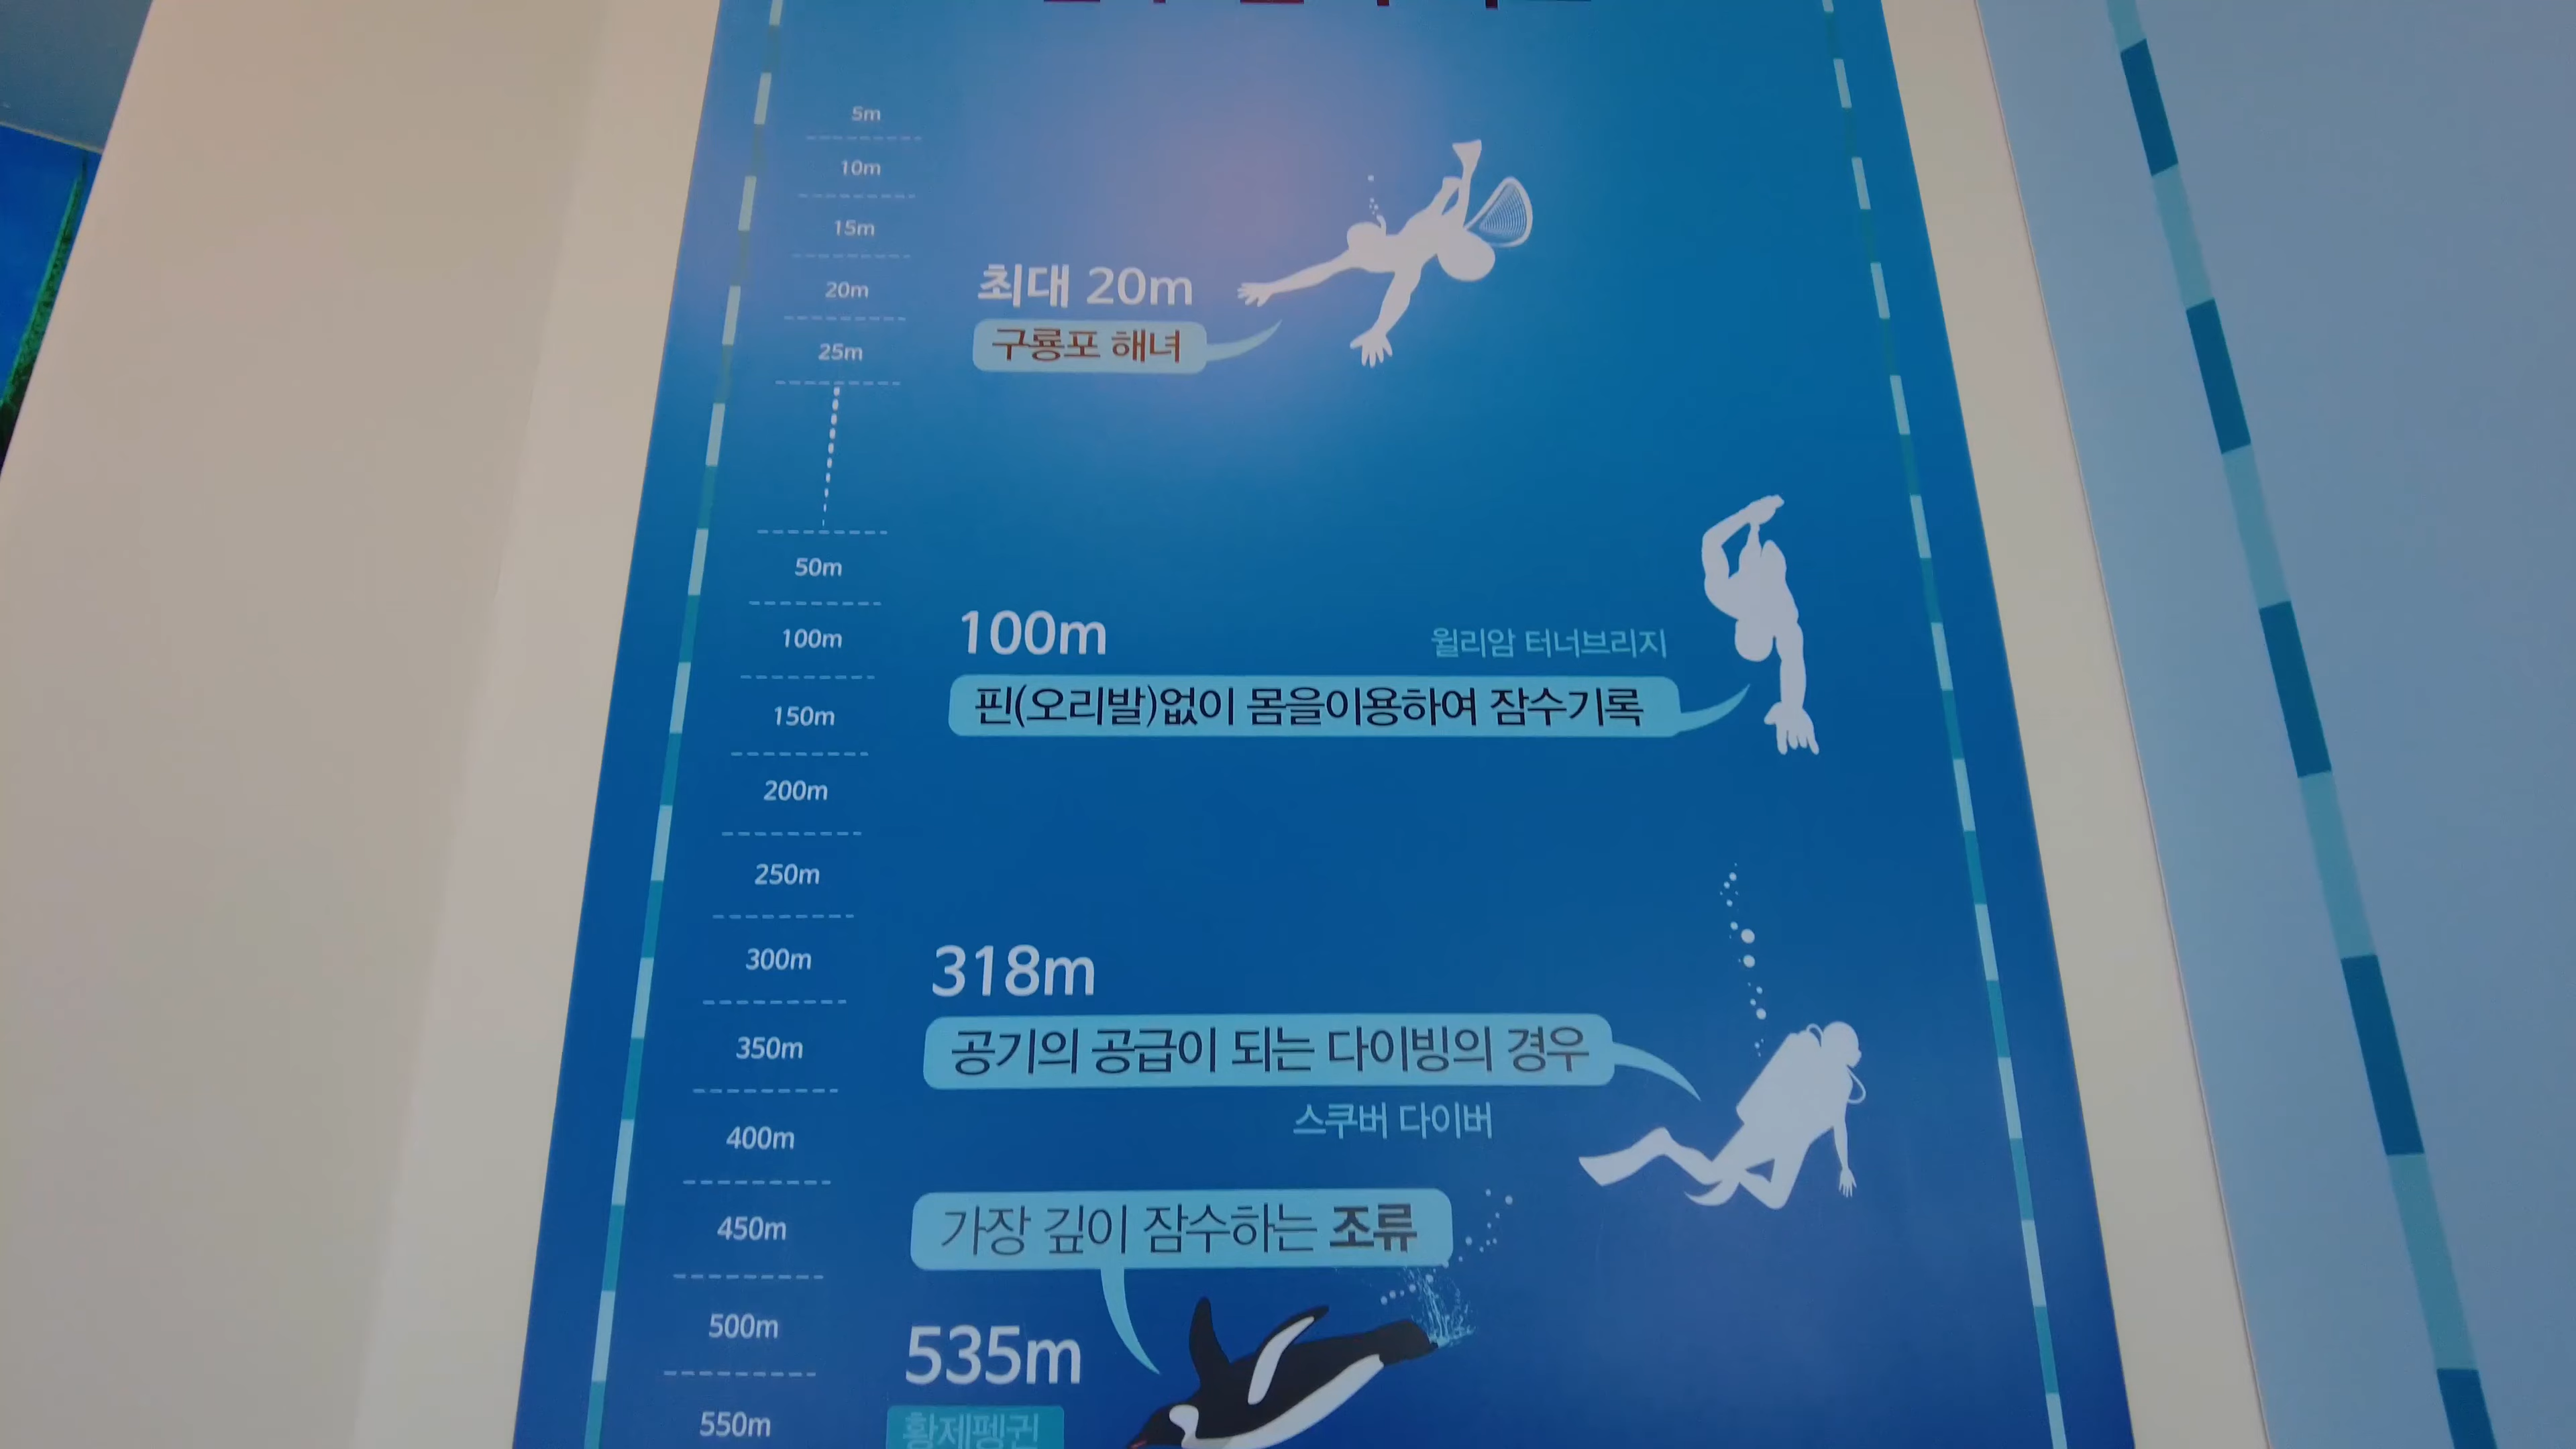 5m
10m
15m
20m
25m
최대 20m
구룡포 해녀
50m
100m
150m
200m
250m
300m
350m
400m
450m
500m
550m
100m
윌리암 터너브리지
핀(오리발)없이 몸을이용하여 잠수기록
318m
공기의 공급이 되는 다이빙의 경우
스쿠버 다이버
가장 깊이 잠수하는 조류
535m
황제펭귄